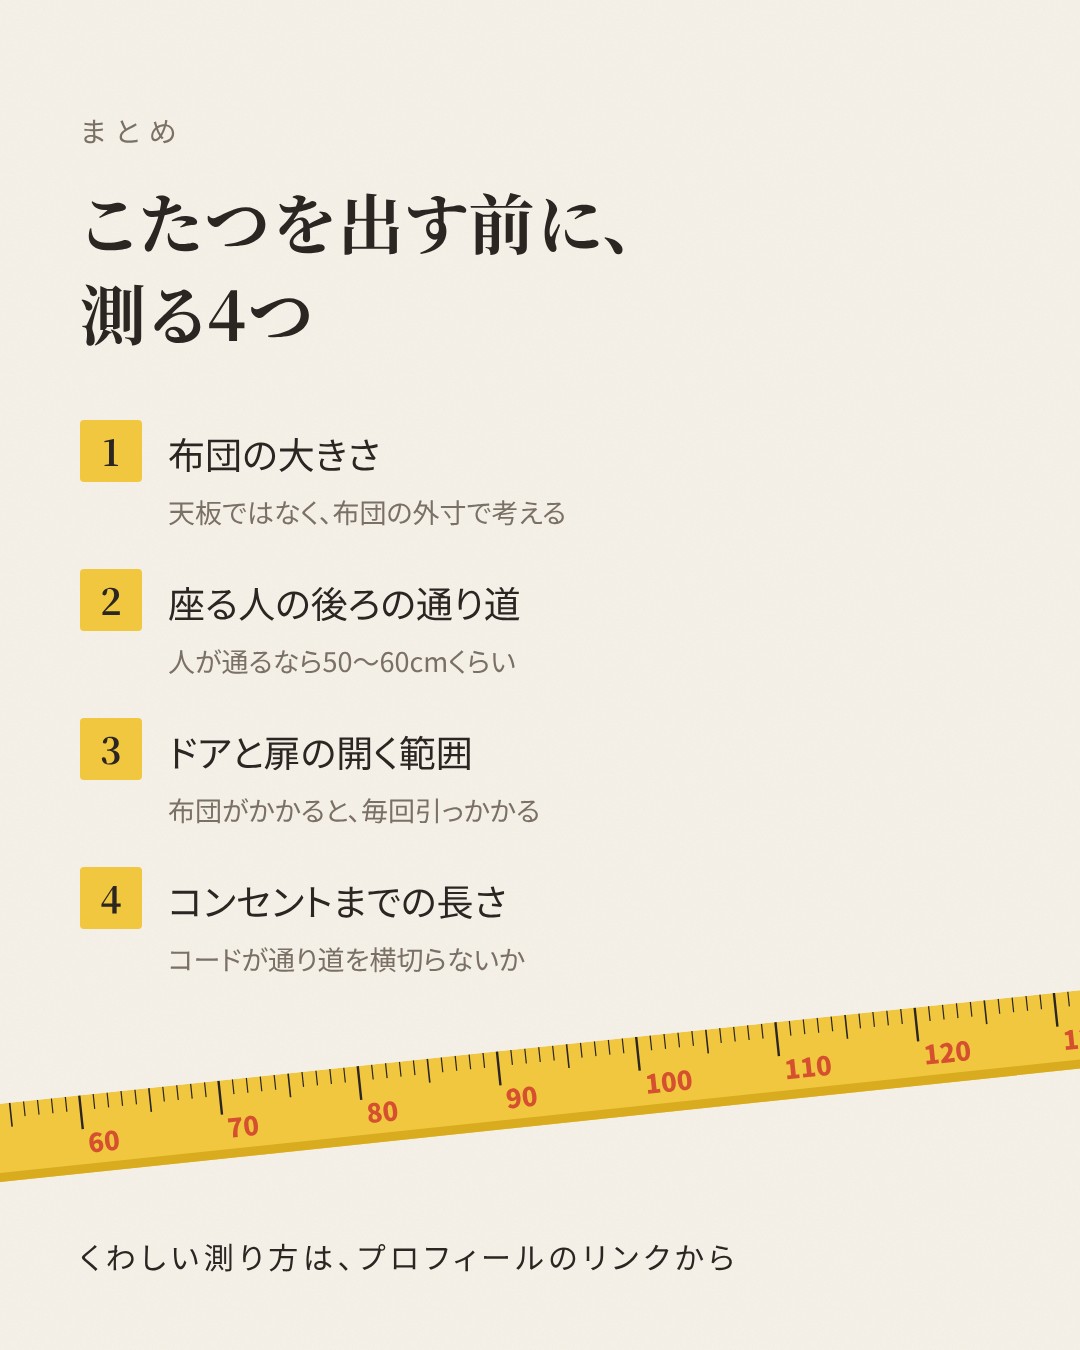 まとめ
こたつを出す前に、
測る4つ
1 布団の大きさ
天板ではなく、布団の外寸で考える
2 座る人の後ろの通り道
人が通るなら50〜60cmくらい
3 ドアと扉の開く範囲
布団がかかると、毎回引っかかる
4 コンセントまでの長さ
コードが通り道を横切らないか
60 70 80 90 100 110 120
くわしい測り方は、プロフィールのリンクから